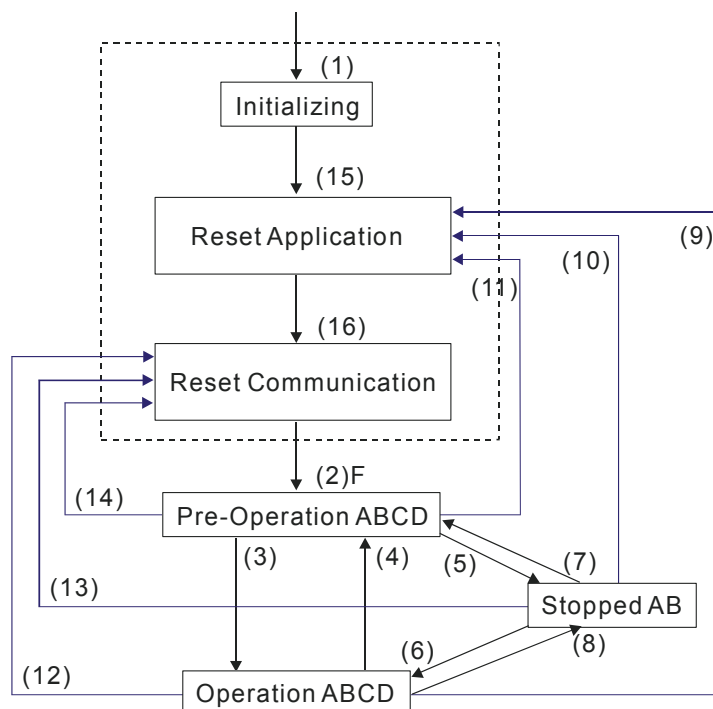 (1)
Initializing
(15)
Reset Application
(9)
(10)
(11)
(16)
Reset Communication
(2)F
(14)
Pre-Operation ABCD
(3)
(4)
(5)
(7)
(13)
Stopped AB
(6)
(8)
(12)
Operation ABCD